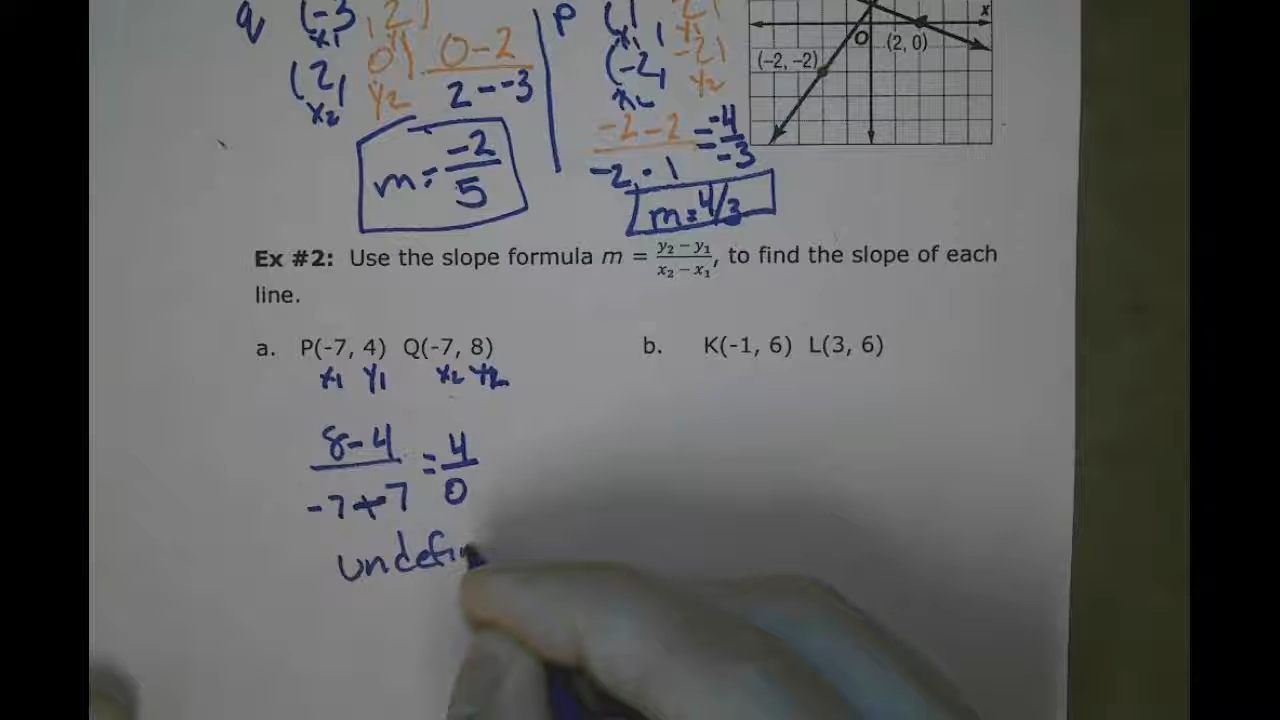 q (-3, 2) P (1, 2)
x1 y1 x1 y1
(2, 0) 0-2 (-2, -2)
x2 y2 2--3 x2 y2
m = -2/5
-2-2 = -4
-2-1 -3
m = 4/3
x
O (2, 0)
(-2, -2)
Ex #2: Use the slope formula m = y₂ − y₁ / x₂ − x₁, to find the slope of each
line.
a. P(-7, 4) Q(-7, 8) b. K(-1, 6) L(3, 6)
x1 y1 x2 y2
8-4 = 4
-7+7 0
undefin